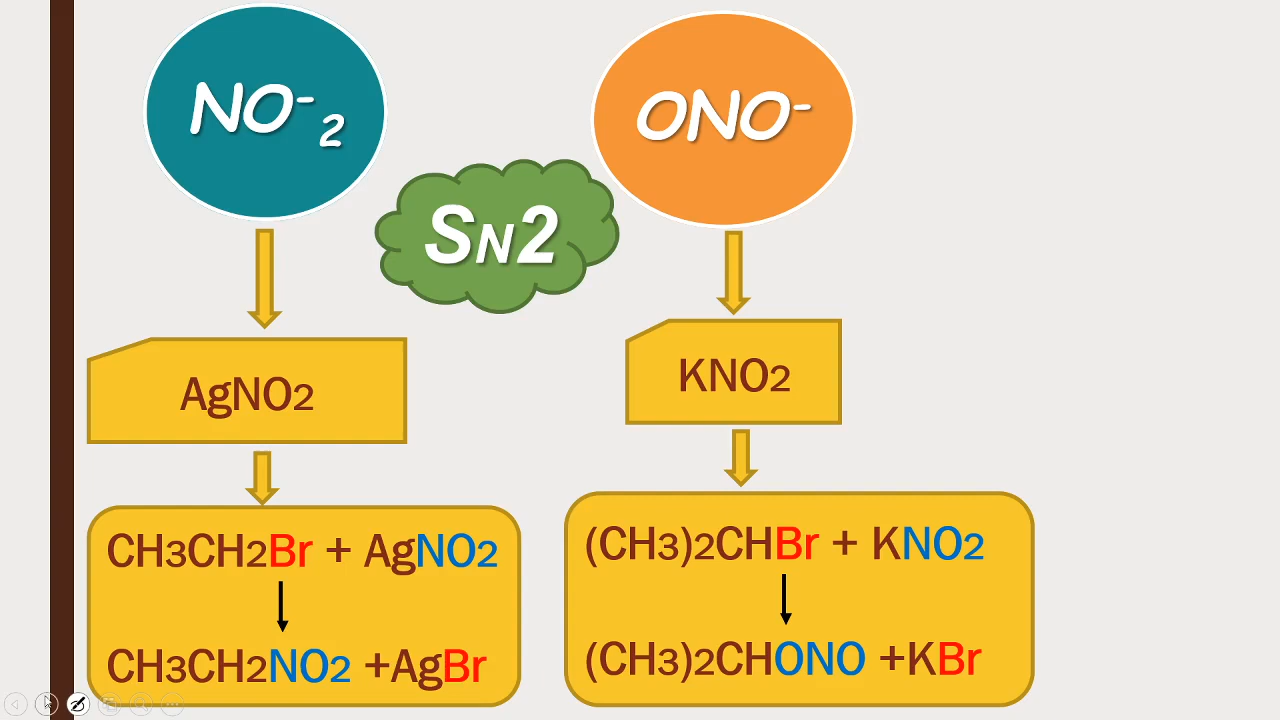 NO⁻₂
ONO⁻
SN2
AgNO2
KNO2
CH3CH2Br + AgNO2
CH3CH2NO2 +AgBr
(CH3)2CHBr + KNO2
(CH3)2CHONO +KBr